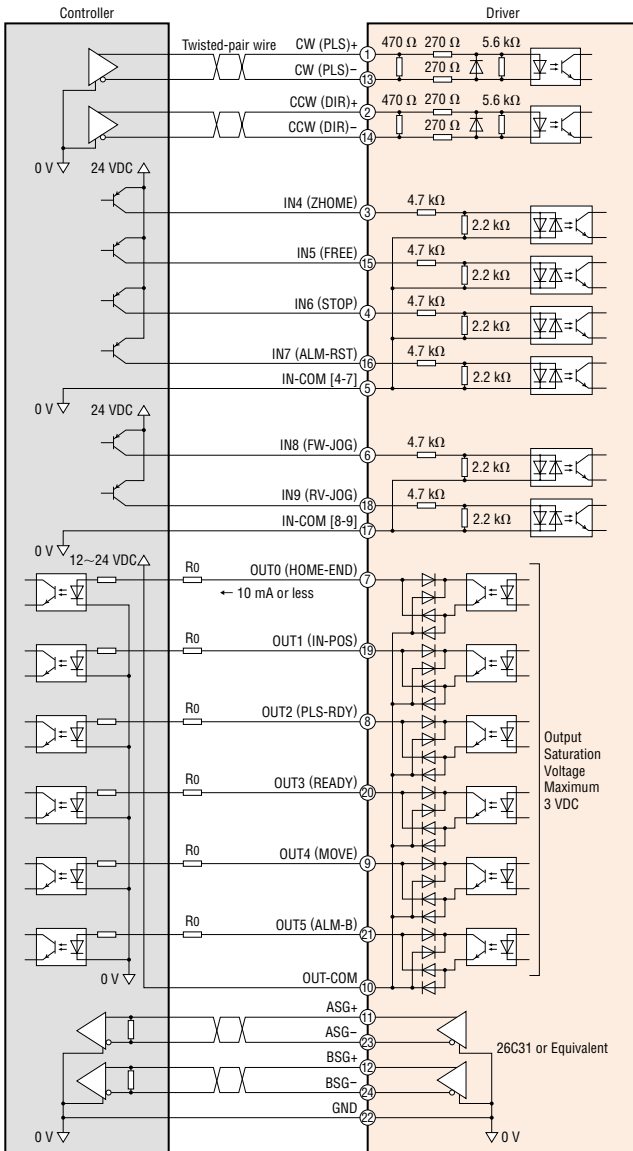 Controller
Driver
Twisted-pair wire
CW (PLS)+
1
470 Ω
270 Ω
5.6 kΩ
CW (PLS)−
13
270 Ω
CCW (DIR)+
2
470 Ω
270 Ω
5.6 kΩ
CCW (DIR)−
14
270 Ω
0 V
24 VDC
IN4 (ZHOME)
3
4.7 kΩ
2.2 kΩ
IN5 (FREE)
15
4.7 kΩ
2.2 kΩ
IN6 (STOP)
4
4.7 kΩ
2.2 kΩ
IN7 (ALM-RST)
16
4.7 kΩ
2.2 kΩ
IN-COM [4-7]
5
0 V
24 VDC
IN8 (FW-JOG)
6
4.7 kΩ
2.2 kΩ
IN9 (RV-JOG)
18
4.7 kΩ
2.2 kΩ
IN-COM [8-9]
17
0 V
12~24 VDC
R0
OUT0 (HOME-END)
7
← 10 mA or less
R0
OUT1 (IN-POS)
19
R0
OUT2 (PLS-RDY)
8
Output
Saturation
Voltage
Maximum
3 VDC
R0
OUT3 (READY)
20
R0
OUT4 (MOVE)
9
R0
OUT5 (ALM-B)
21
0 V
OUT-COM
10
ASG+
11
ASG−
23
26C31 or Equivalent
BSG+
12
BSG−
24
GND
22
0 V
0 V